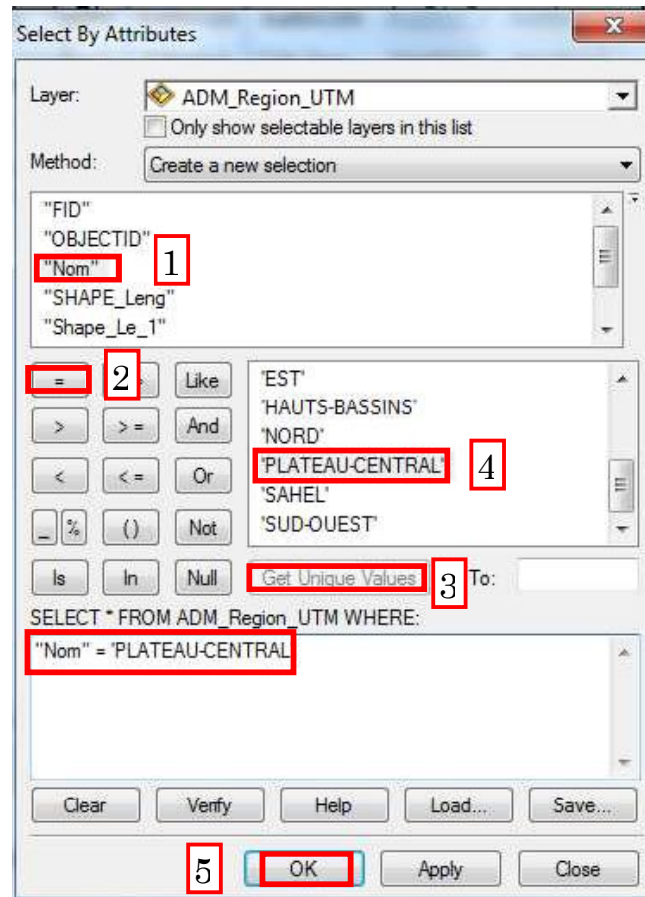 Select By Attributes
Layer: ADM_Region_UTM
Only show selectable layers in this list
Method: Create a new selection
"FID"
"OBJECTID"
"Nom" 1
"SHAPE_Leng"
"Shape_Le_1"
= 2 > Like
> > = And
< < = Or
_ % () Not
Is In Null
'EST'
'HAUTS-BASSINS'
'NORD'
'PLATEAU-CENTRAL' 4
'SAHEL'
'SUD-OUEST'
Get Unique Values 3 To:
SELECT * FROM ADM_Region_UTM WHERE:
"Nom" = 'PLATEAU-CENTRAL
Clear Verify Help Load... Save...
5 OK Apply Close